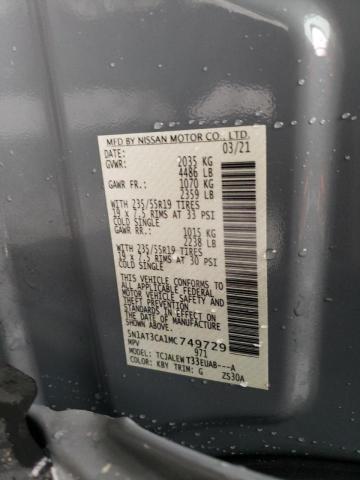 MFD BY NISSAN MOTOR CO., LTD.
03/21
GVWR: 2035 KG
4486 LB
GAWR FR: 1070 KG
2359 LB
WITH 235/55R19 TIRES
19 x 7.5 RIMS AT 33 PSI
COLD SINGLE
GAWR RR: 1015 KG
2238 LB
WITH 235/55R19 TIRES
19 x 7.5 RIMS AT 30 PSI
COLD SINGLE
THIS VEHICLE CONFORMS TO ALL
APPLICABLE FEDERAL MOTOR VEHICLE
SAFETY, BUMPER, AND THEFT PREVENTION
STANDARDS IN EFFECT ON THE
DATE OF MANUFACTURE SHOWN ABOVE.
5N1AT3CA1MC749729
MPV 971
MODEL: TCJALEWT33EUAB---A
COLOR: KBY TRIM: G ZS30A